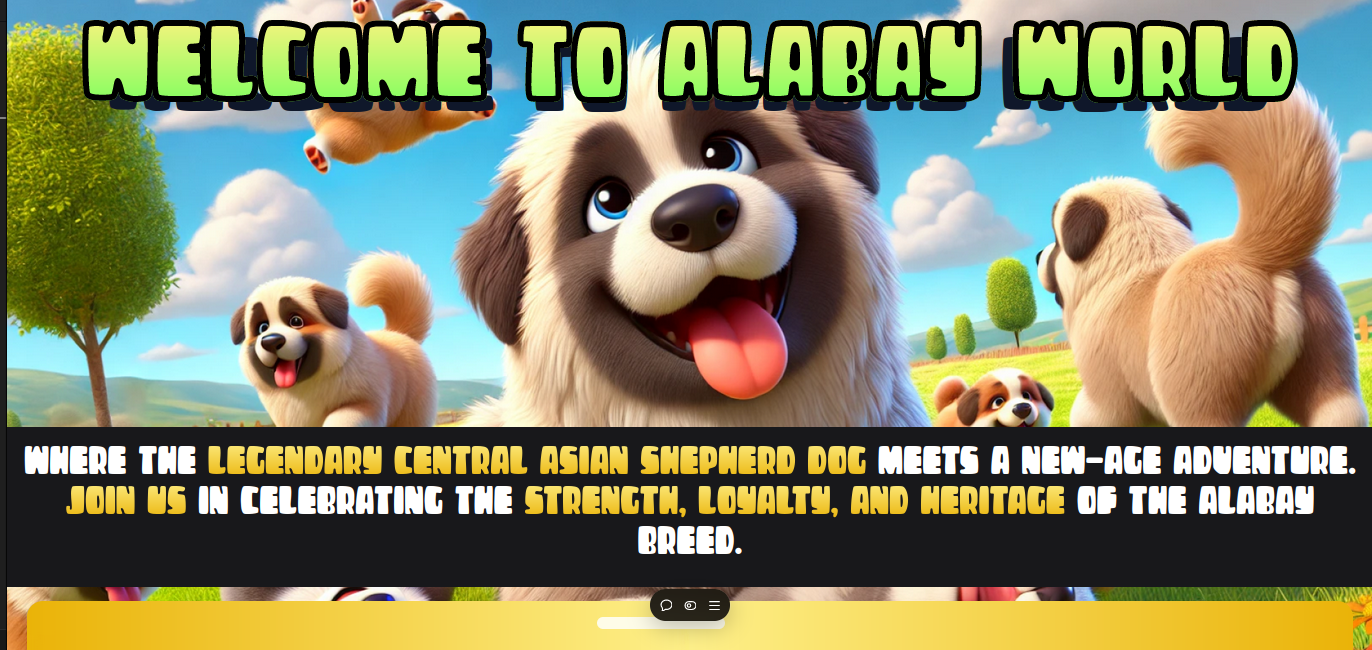 WELCOME TO ALABAY WORLD
WHERE THE LEGENDARY CENTRAL ASIAN SHEPHERD DOG MEETS A NEW-AGE ADVENTURE.
JOIN US IN CELEBRATING THE STRENGTH, LOYALTY, AND HERITAGE OF THE ALABAY
BREED.